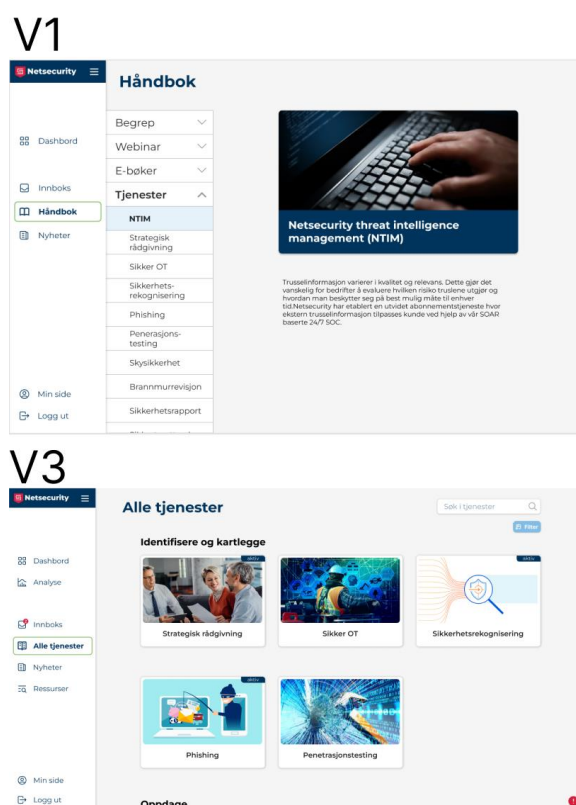 V1
Netsecurity
Håndbok
Begrep
Webinar
E-bøker
Tjenester
NTIM
Strategisk
rådgivning
Sikker OT
Sikkerhets-
rekognisering
Phishing
Penerasjons-
testing
Skysikkerhet
Brannmurrevisjon
Sikkerhetsrapport
Dashbord
Innboks
Håndbok
Nyheter
Min side
Logg ut
Netsecurity threat intelligence
management (NTIM)
Trusselinformasjon varierer i kvalitet og relevans. Dette gjør det
vanskelig for bedrifter å evaluere hvilken risiko truslene utgjør og
hvordan man beskytter seg på best mulig måte til enhver
tid.Netsecurity har etablert en utvidet abonnementstjeneste hvor
ekstern trusselinformasjon tilpasses kunde ved hjelp av vår SOAR
baserte 24/7 SOC.
V3
Netsecurity
Alle tjenester
Søk i tjenester
Filter
Dashbord
Analyse
Innboks
Alle tjenester
Nyheter
Ressurser
Min side
Logg ut
Identifisere og kartlegge
aktiv
Strategisk rådgivning
Sikker OT
aktiv
Sikkerhetsrekognisering
aktiv
Phishing
Penetrasjonstesting
Oppdage